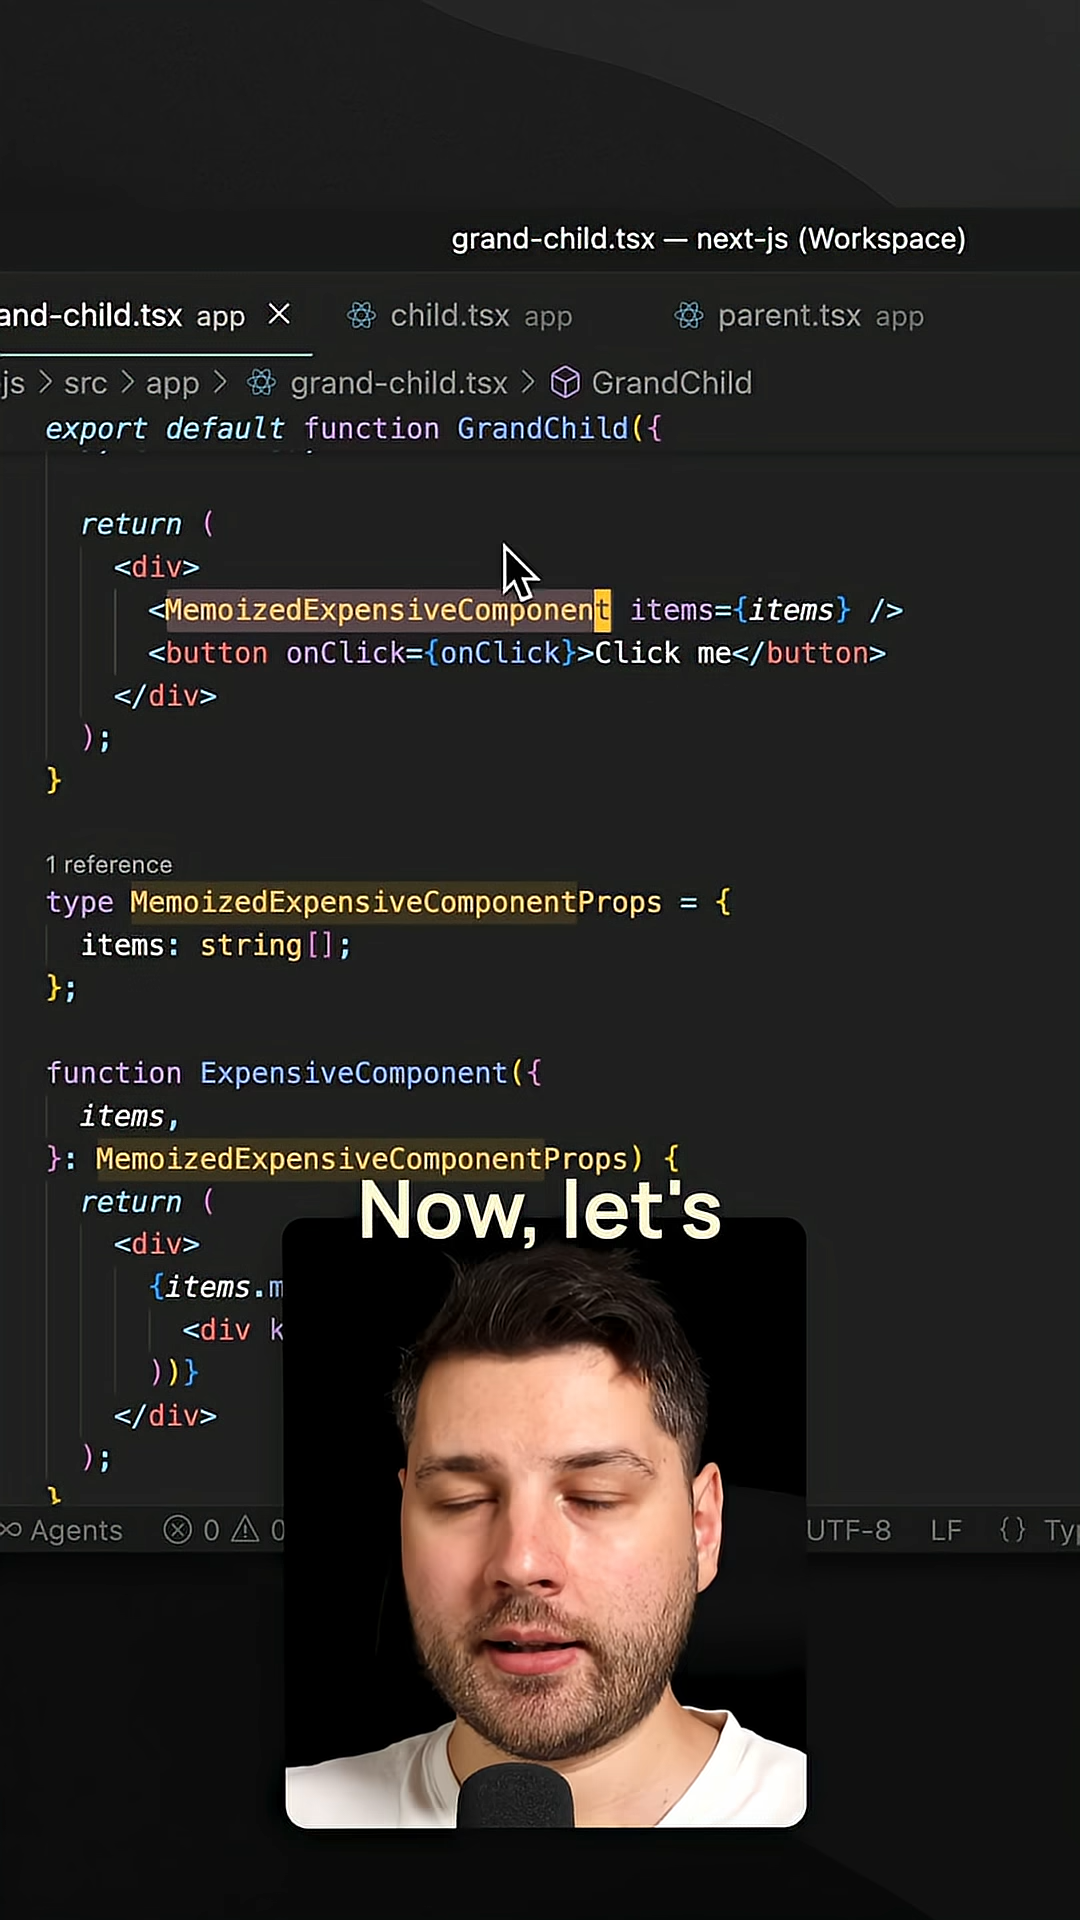 grand-child.tsx — next-js (Workspace)
and-child.tsx app child.tsx app parent.tsx app
js > src > app > grand-child.tsx > GrandChild
export default function GrandChild({
return (
<div>
<MemoizedExpensiveComponent items={items} />
<button onClick={onClick}>Click me</button>
</div>
);
}
1 reference
type MemoizedExpensiveComponentProps = {
items: string[];
};
function ExpensiveComponent({
items,
}: MemoizedExpensiveComponentProps) {
return (
Now, let's
<div>
{items.m
<div k
))}
</div>
);
}
Agents 0 0 UTF-8 LF {} Typ